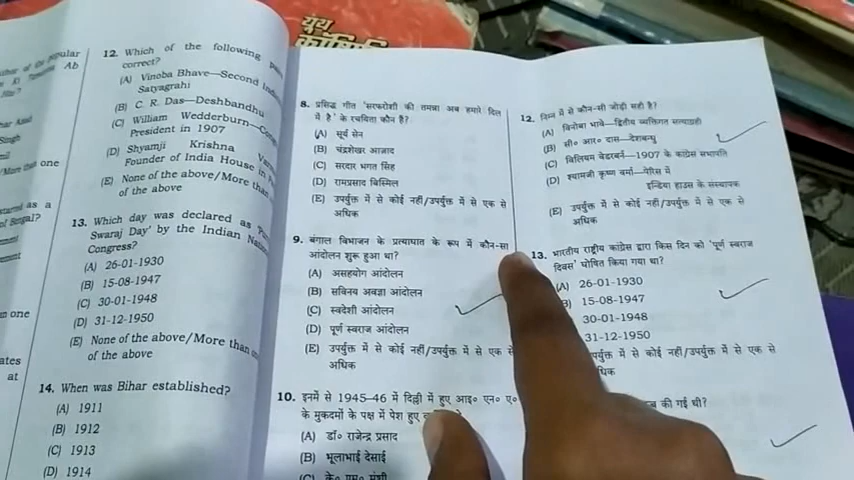 युथ
12. Which of the following
correct?
(A) Vinoba Bhave—Second
Satyagrahi
(B) C. R. Das—Deshbandhu
(C) William Wedderburn—
President in 1907
(D) Shyamji Krishna
Founder of India House in
(E) None of the above/More than
of the above
13. Which day was declared as
Swaraj Day' by the Indian
Congress?
(A) 26-01-1930
(B) 15-08-1947
(C) 30-01-1948
(D) 31-12-1950
(E) None of the above/More than
of the above
14. When was Bihar established?
(A) 1911
(B) 1912
(C) 1913
(D) 1914
8. प्रसिद्ध गीत 'सरफरोशी की तमन्ना अब हमारे दिल
में है' के रचयिता कौन हैं?
(A) सूर्य सेन
(B) चंद्रशेखर आजाद
(C) सरदार भगत सिंह
(D) रामप्रसाद बिस्मिल
(E) उपर्युक्त में से कोई नहीं/उपर्युक्त में से एक से
अधिक
9. बंगाल विभाजन के प्रत्याघात के रूप में कौन-सा
आंदोलन शुरू हुआ था?
(A) असहयोग आंदोलन
(B) सविनय अवज्ञा आंदोलन
(C) स्वदेशी आंदोलन
(D) पूर्ण स्वराज आंदोलन
(E) उपर्युक्त में से कोई नहीं/उपर्युक्त में से एक
अधिक
10. इनमें से 1945-46 में दिल्ली में हुए आइ० एन० ए०
के मुकदमों के पक्ष में पेश हुए
(A) डॉ० राजेन्द्र प्रसाद
(B) भूलाभाई देसाई
(C) के० एम० मुंशी
12. निम्न में से कौन-सी जोड़ी सही है?
(A) विनोबा भावे—द्वितीय व्यक्तिगत सत्याग्रही
(B) सी० आर० दास—देशबन्धु
(C) विलियम वेडरबर्न—1907 के कांग्रेस सभापति
(D) श्यामजी कृष्ण वर्मा—पेरिस में
इन्डिया हाउस के संस्थापक
(E) उपर्युक्त में से कोई नहीं/उपर्युक्त में से एक से
अधिक
13. भारतीय राष्ट्रीय कांग्रेस द्वारा किस दिन को 'पूर्ण स्वराज
दिवस' घोषित किया गया था?
(A) 26-01-1930
15-08-1947
30-01-1948
31-12-1950
में से कोई नहीं/उपर्युक्त में से एक से
की गई थी?